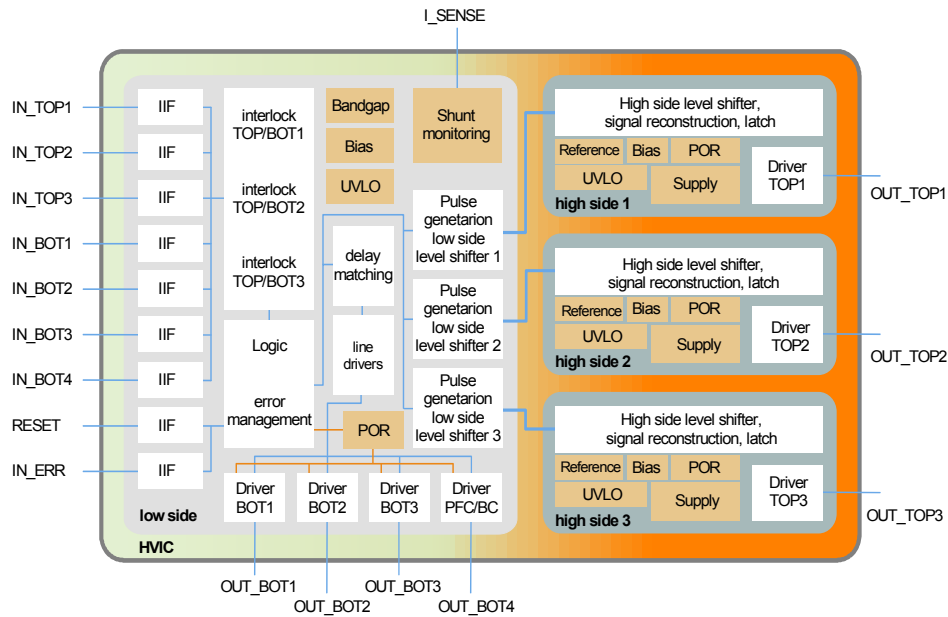 I_SENSE
IN_TOP1
IN_TOP2
IN_TOP3
IN_BOT1
IN_BOT2
IN_BOT3
IN_BOT4
RESET
IN_ERR
IIF
IIF
IIF
IIF
IIF
IIF
IIF
IIF
IIF
interlock
TOP/BOT1
interlock
TOP/BOT2
interlock
TOP/BOT3
Logic
error
management
Bandgap
Bias
UVLO
delay
matching
line
drivers
POR
Shunt
monitoring
Pulse
genetarion
low side
level shifter 1
Pulse
genetarion
low side
level shifter 2
Pulse
genetarion
low side
level shifter 3
Driver
BOT1
Driver
BOT2
Driver
BOT3
Driver
PFC/BC
low side
HVIC
High side level shifter,
signal reconstruction, latch
Reference
Bias
POR
UVLO
Supply
Driver
TOP1
high side 1
High side level shifter,
signal reconstruction, latch
Reference
Bias
POR
UVLO
Supply
Driver
TOP2
high side 2
High side level shifter,
signal reconstruction, latch
Reference
Bias
POR
UVLO
Supply
Driver
TOP3
high side 3
OUT_TOP1
OUT_TOP2
OUT_TOP3
OUT_BOT1
OUT_BOT2
OUT_BOT3
OUT_BOT4